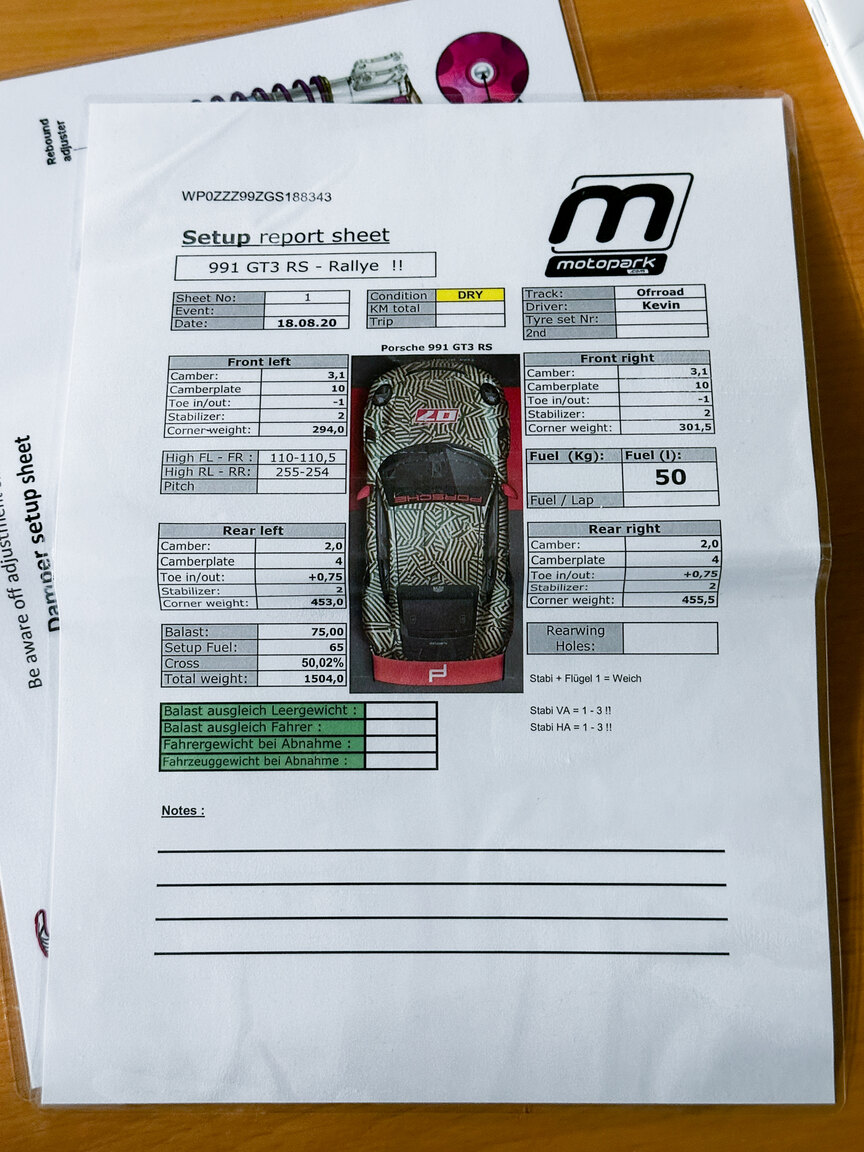 Rebound
adjuster
Be aware off adjustment
Damper setup sheet
WP0ZZZ99ZGS188343
motopark
.com
Setup report sheet
991 GT3 RS - Rallye !!
Sheet No: 1
Event:
Date: 18.08.20
Condition DRY
KM total
Trip
Track: Ofrroad
Driver: Kevin
Tyre set Nr:
2nd
Porsche 991 GT3 RS
Front left
Camber: 3,1
Camberplate 10
Toe in/out: -1
Stabilizer: 2
Corner weight: 294,0
Front right
Camber: 3,1
Camberplate 10
Toe in/out: -1
Stabilizer: 2
Corner weight: 301,5
High FL - FR : 110-110,5
High RL - RR: 255-254
Pitch
Fuel (Kg): Fuel (l):
50
Fuel / Lap
20
PORSCHE
Rear left
Camber: 2,0
Camberplate 4
Toe in/out: +0,75
Stabilizer: 2
Corner weight: 453,0
Rear right
Camber: 2,0
Camberplate 4
Toe in/out: +0,75
Stabilizer: 2
Corner weight: 455,5
Balast: 75,00
Setup Fuel: 65
Cross 50,02%
Total weight: 1504,0
Rearwing
Holes:
Stabi + Flügel 1 = Weich
Stabi VA = 1 - 3 !!
Stabi HA = 1 - 3 !!
Balast ausgleich Leergewicht :
Balast ausgleich Fahrer :
Fahrergewicht bei Abnahme :
Fahrzeuggewicht bei Abnahme :
Notes :